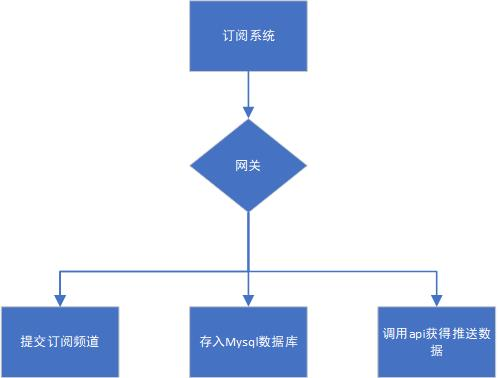 订阅系统
网关
提交订阅频道
存入Mysql数据库
调用api获得推送数
据